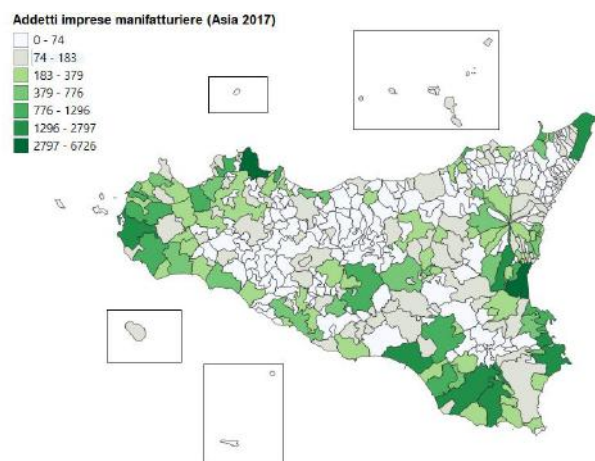 Addetti imprese manifatturiere (Asia 2017)
0 - 74
74 - 183
183 - 379
379 - 776
776 - 1296
1296 - 2797
2797 - 6726